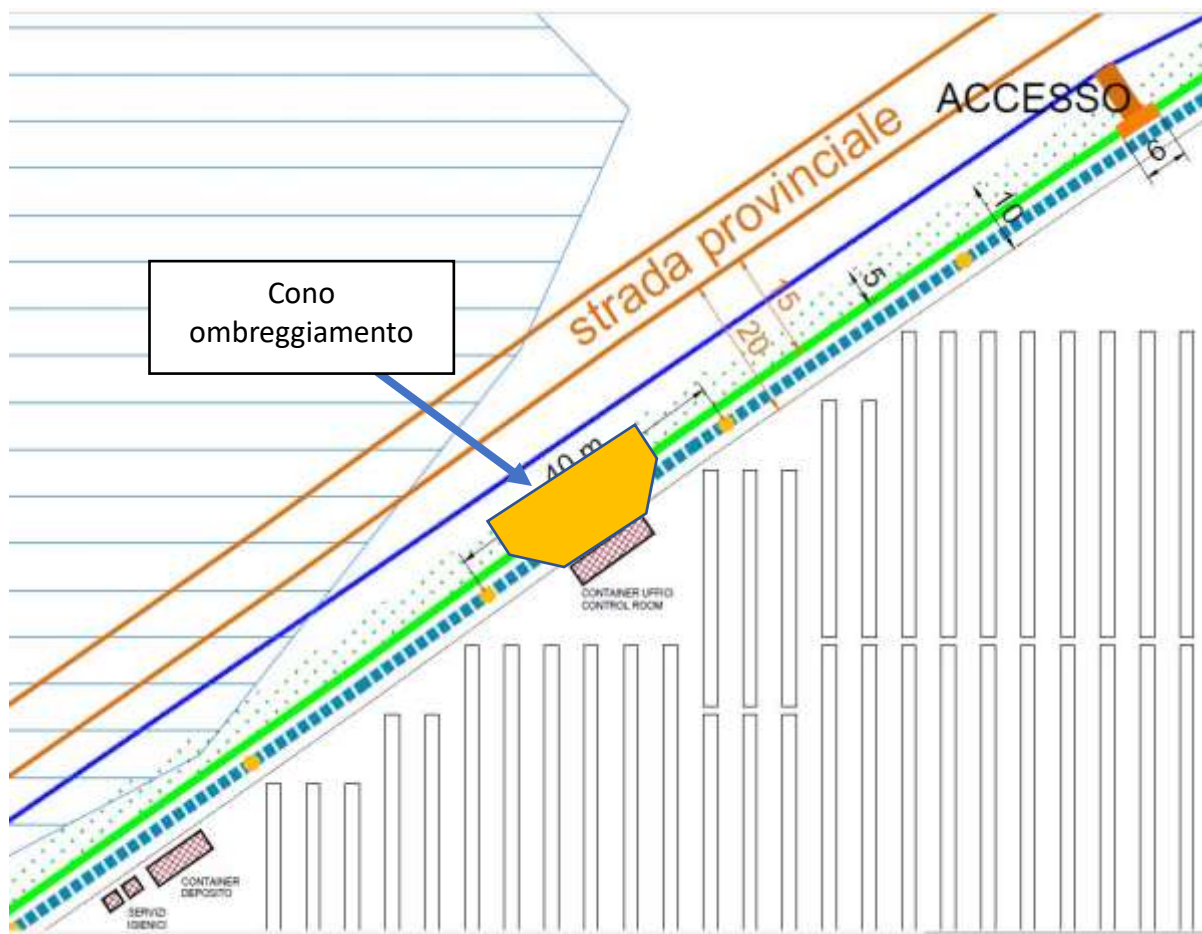 ACCESSO
6
strada provinciale
10
5
15
20
Cono
ombreggiamento
40 m
CONTAINER UFFICI
CONTROL ROOM
CONTAINER
DEPOSITO
SERVIZI
IGIENICI